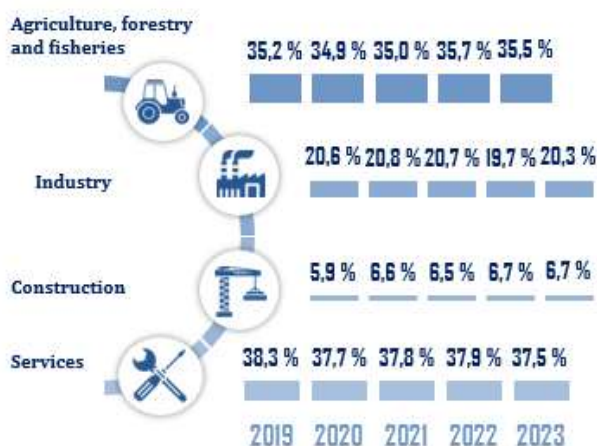 Agriculture, forestry
and fisheries
35,2 % 34,9 % 35,0 % 35,7 % 35,5 %
Industry
20,6 % 20,8 % 20,7 % 19,7 % 20,3 %
Construction
5,9 % 6,6 % 6,5 % 6,7 % 6,7 %
Services
38,3 % 37,7 % 37,8 % 37,9 % 37,5 %
2019 2020 2021 2022 2023